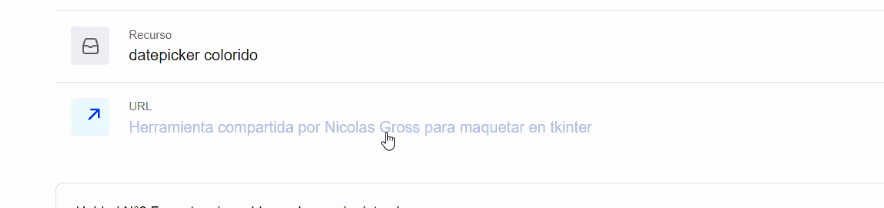 Recurso
datepicker colorido
URL
Herramienta compartida por Nicolas Gross para maquetar en tkinter